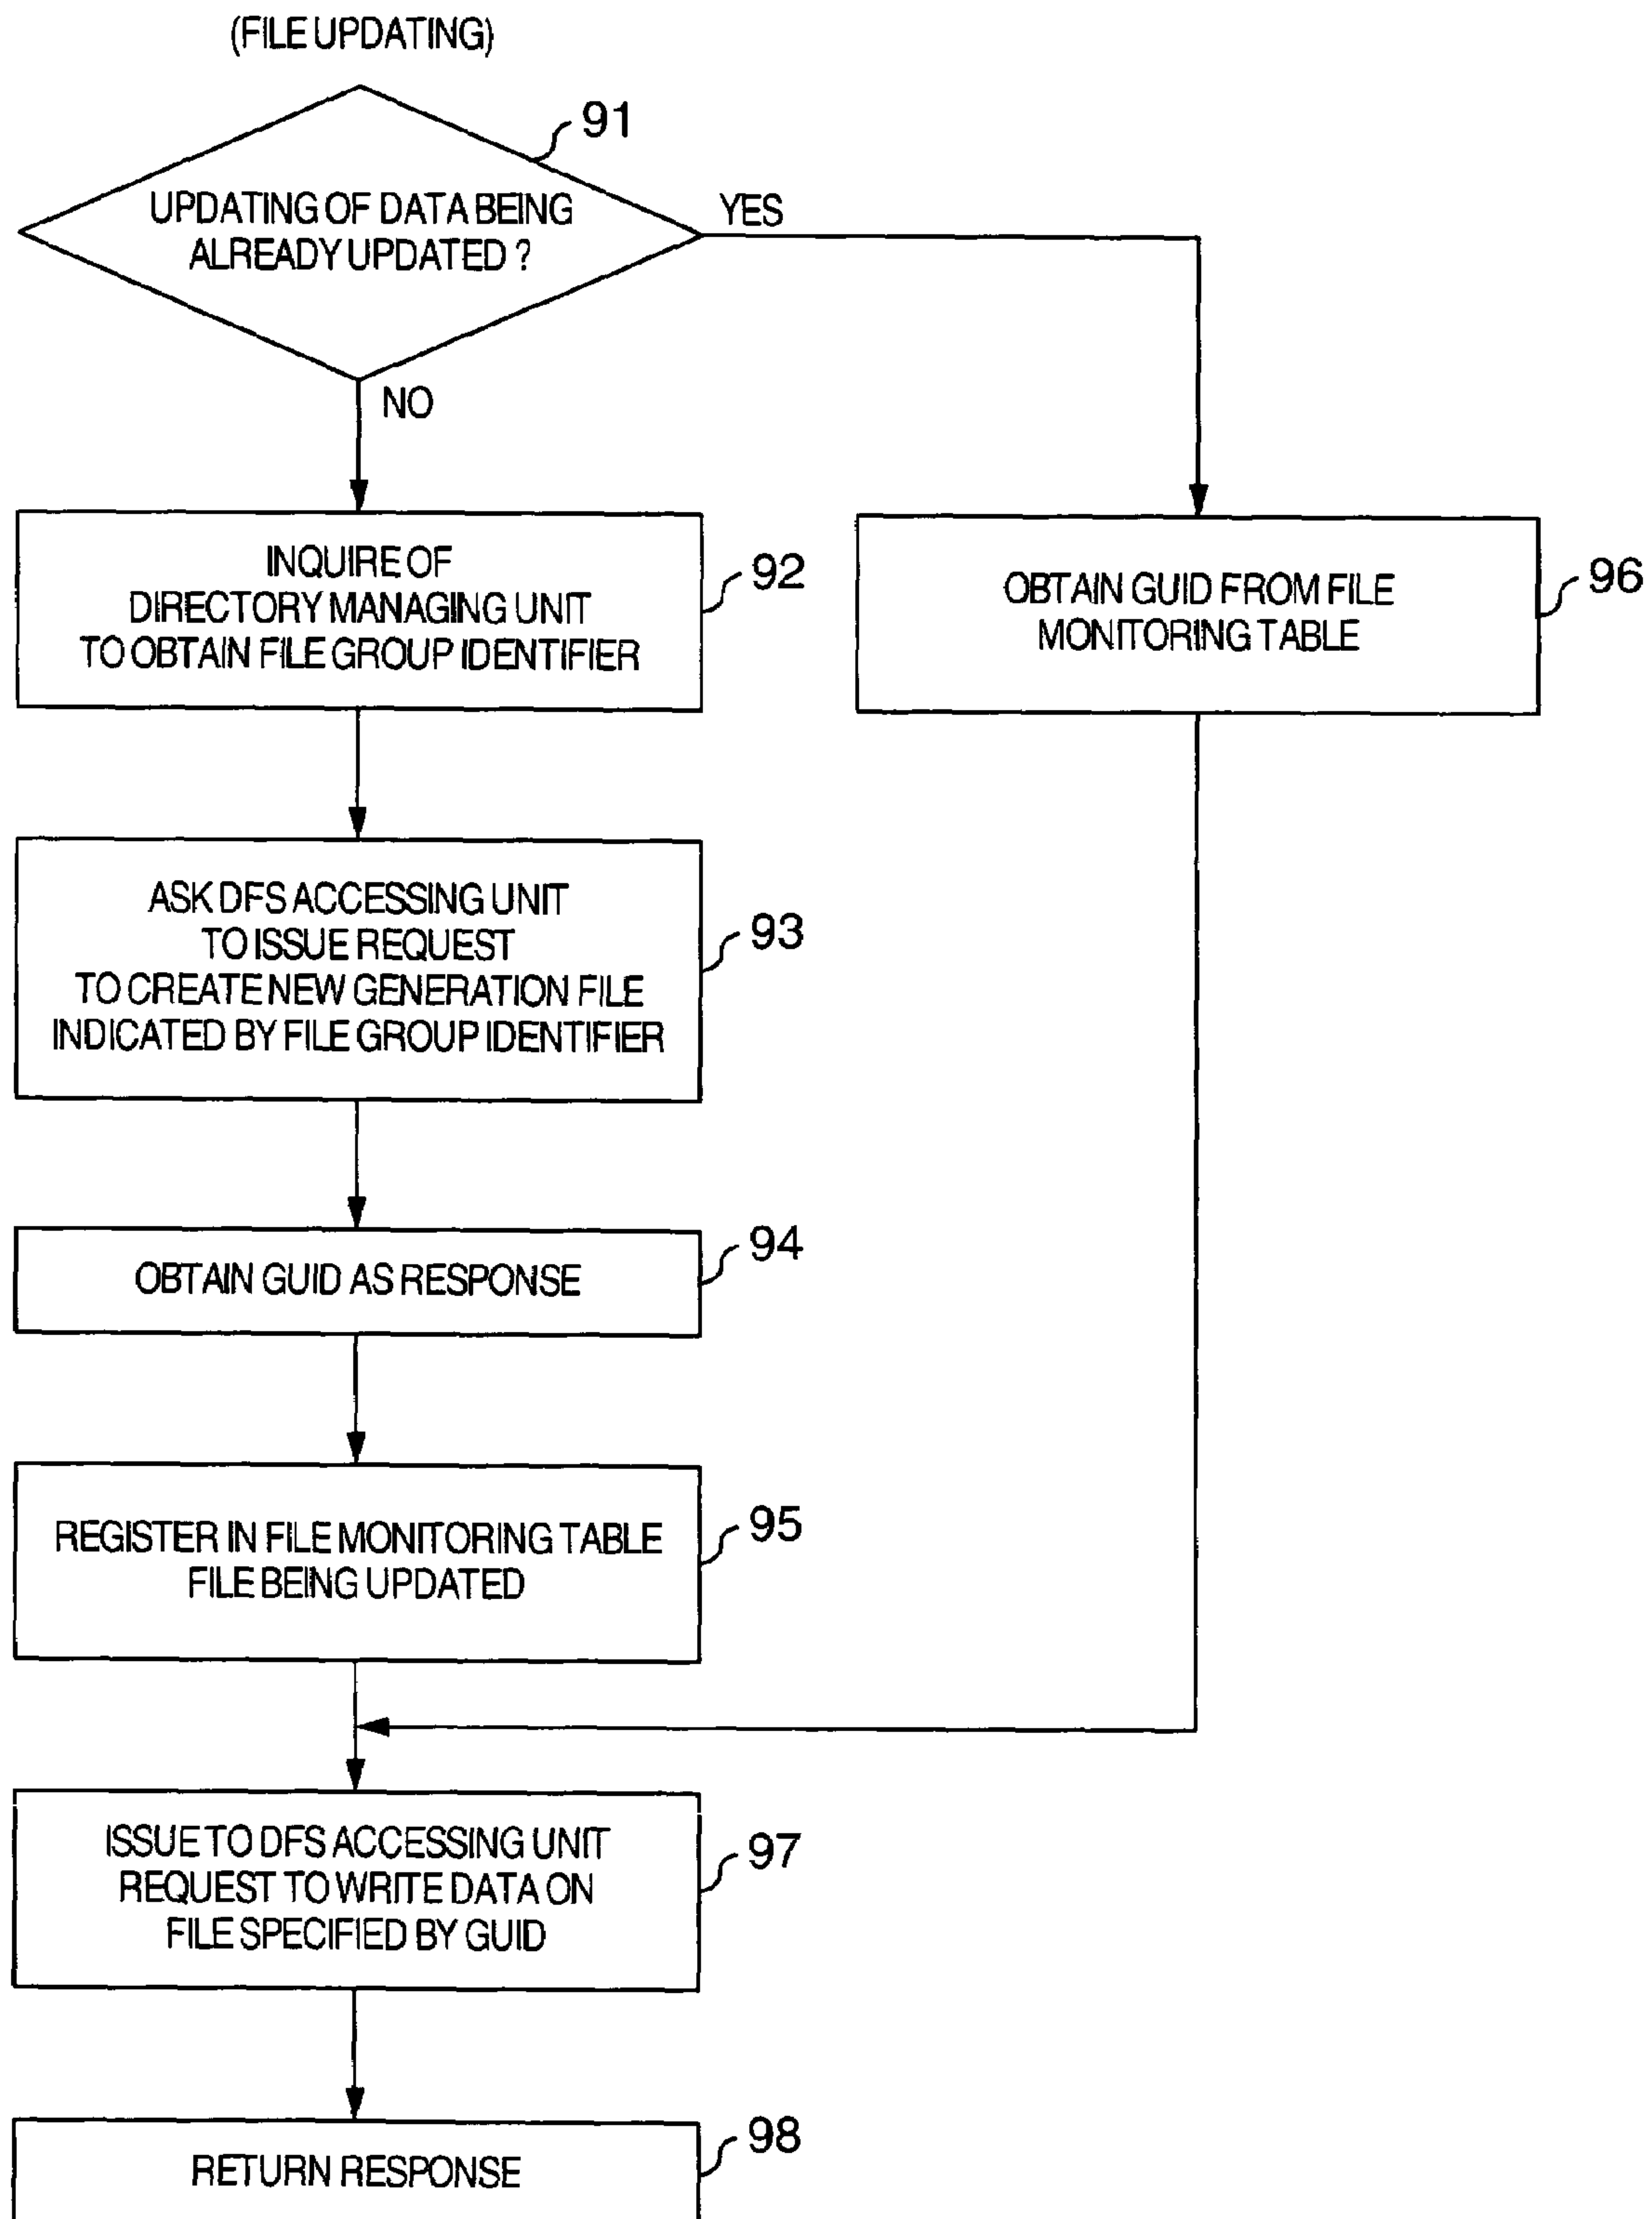 (FILE UPDATING)
91
UPDATING OF DATA BEING
ALREADY UPDATED ?
YES
NO
INQUIRE OF
DIRECTORY MANAGING UNIT
TO OBTAIN FILE GROUP IDENTIFIER
92
OBTAIN GUID FROM FILE
MONITORING TABLE
96
ASK DFS ACCESSING UNIT
TO ISSUE REQUEST
TO CREATE NEW GENERATION FILE
INDICATED BY FILE GROUP IDENTIFIER
93
OBTAIN GUID AS RESPONSE
94
REGISTER IN FILE MONITORING TABLE
FILE BEING UPDATED
95
ISSUE TO DFS ACCESSING UNIT
REQUEST TO WRITE DATA ON
FILE SPECIFIED BY GUID
97
RETURN RESPONSE
98